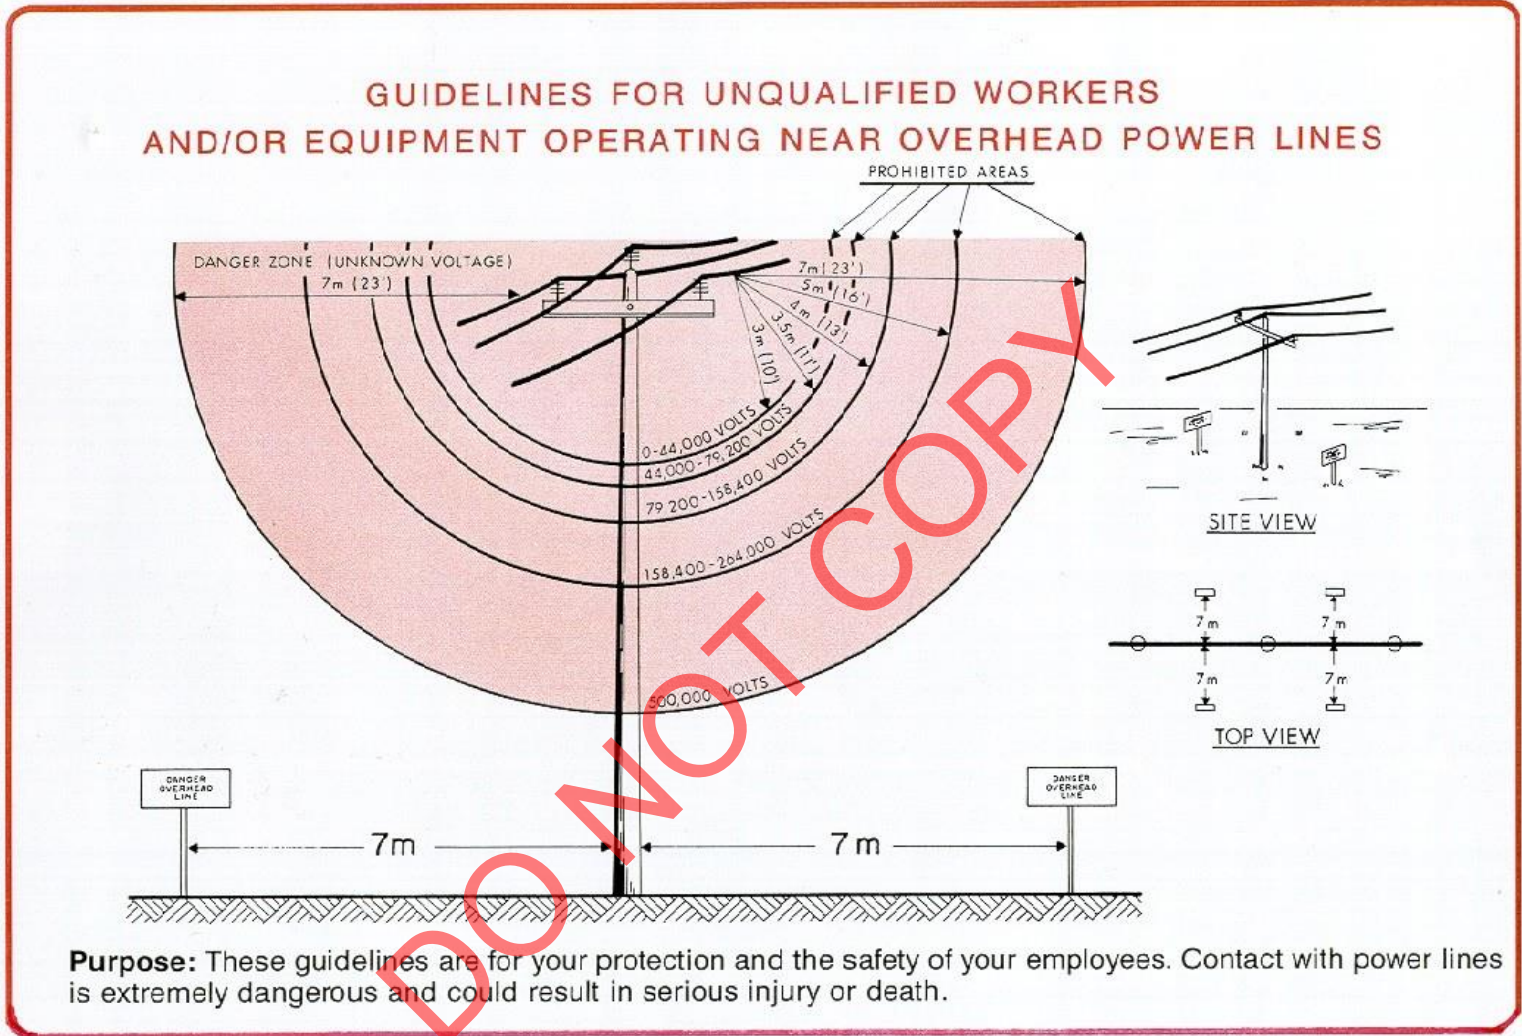 GUIDELINES FOR UNQUALIFIED WORKERS
AND/OR EQUIPMENT OPERATING NEAR OVERHEAD POWER LINES
PROHIBITED AREAS
DANGER ZONE (UNKNOWN VOLTAGE)
7m (23')
7m (23')
5m (16')
4m (13')
3.5m (11')
3m (10')
0-44,000 VOLTS
44,000-79,200 VOLTS
79 200-158,400 VOLTS
158,400-264,000 VOLTS
500,000 VOLTS
SITE VIEW
7 m
7 m
7 m
7 m
TOP VIEW
DANGER
OVERHEAD
LINE
DANGER
OVERHEAD
LINE
7m
7 m
DO NOT COPY
Purpose: These guidelines are for your protection and the safety of your employees. Contact with power lines
is extremely dangerous and could result in serious injury or death.